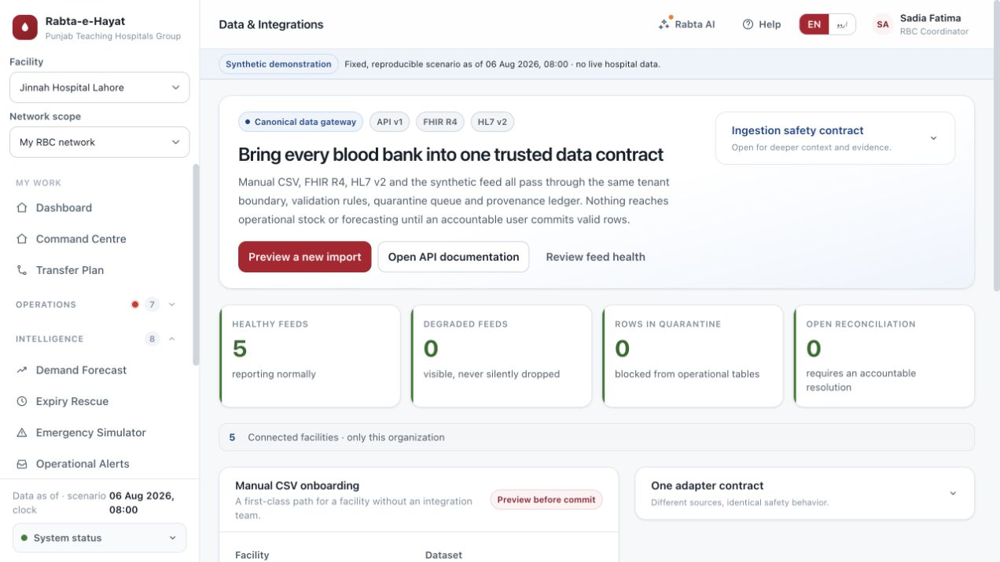 Rabta-e-Hayat
Punjab Teaching Hospitals Group
Facility
Jinnah Hospital Lahore
Network scope
My RBC network
MY WORK
Dashboard
Command Centre
Transfer Plan
OPERATIONS 7
INTELLIGENCE 8
Demand Forecast
Expiry Rescue
Emergency Simulator
Operational Alerts
Data as of · scenario clock
06 Aug 2026, 08:00
System status
Data & Integrations
Rabta AI
Help
EN
اردو
SA
Sadia Fatima
RBC Coordinator
Synthetic demonstration
Fixed, reproducible scenario as of 06 Aug 2026, 08:00 · no live hospital data.
Canonical data gateway
API v1
FHIR R4
HL7 v2
Bring every blood bank into one trusted data contract
Manual CSV, FHIR R4, HL7 v2 and the synthetic feed all pass through the same tenant
boundary, validation rules, quarantine queue and provenance ledger. Nothing reaches
operational stock or forecasting until an accountable user commits valid rows.
Preview a new import
Open API documentation
Review feed health
Ingestion safety contract
Open for deeper context and evidence.
HEALTHY FEEDS
5
reporting normally
DEGRADED FEEDS
0
visible, never silently dropped
ROWS IN QUARANTINE
0
blocked from operational tables
OPEN RECONCILIATION
0
requires an accountable
resolution
5 Connected facilities · only this organization
Manual CSV onboarding
A first-class path for a facility without an integration
team.
Preview before commit
Facility
Dataset
One adapter contract
Different sources, identical safety behavior.